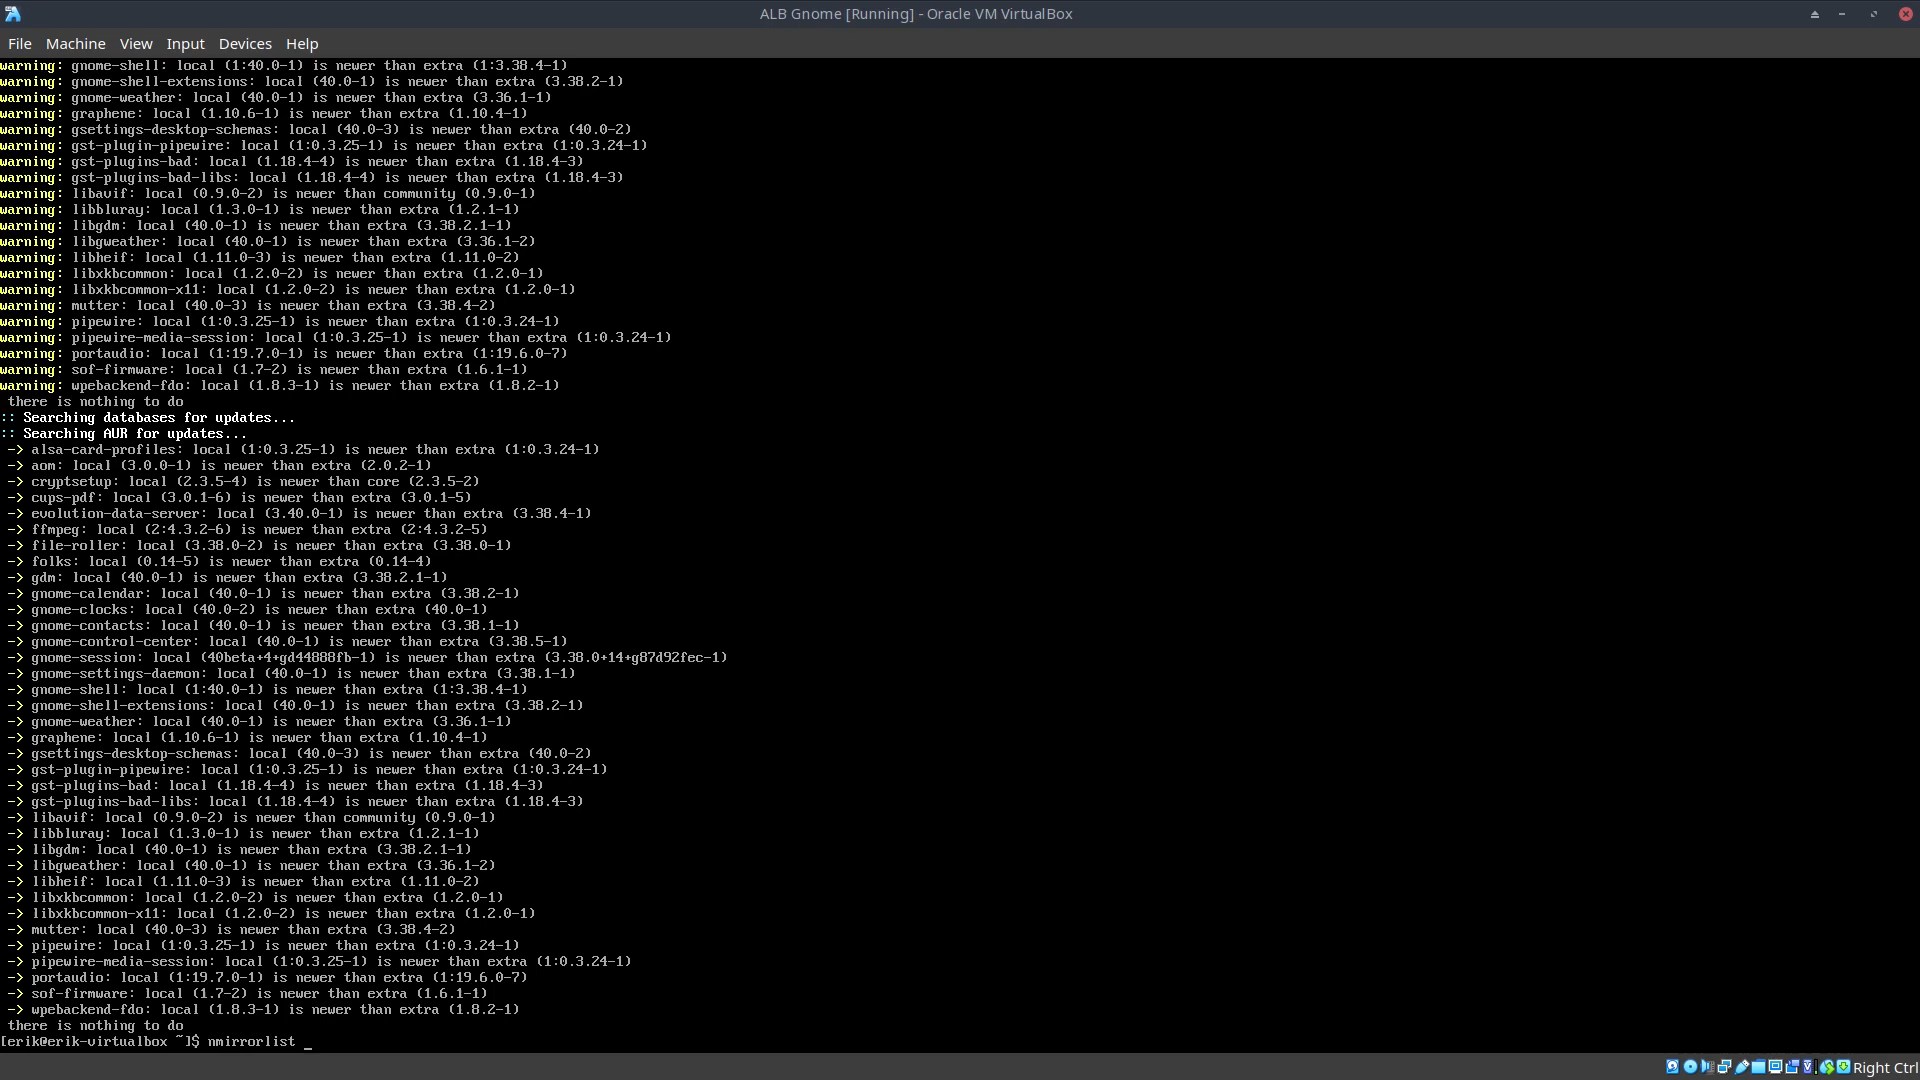 ALB Gnome [Running] - Oracle VM VirtualBox
File Machine View Input Devices Help
warning: gnome-shell: local (1:40.0-1) is newer than extra (1:3.38.4-1)
warning: gnome-shell-extensions: local (40.0-1) is newer than extra (3.38.2-1)
warning: gnome-weather: local (40.0-1) is newer than extra (3.36.1-1)
warning: graphene: local (1.10.6-1) is newer than extra (1.10.4-1)
warning: gsettings-desktop-schemas: local (40.0-3) is newer than extra (40.0-2)
warning: gst-plugin-pipewire: local (1:0.3.25-1) is newer than extra (1:0.3.24-1)
warning: gst-plugins-bad: local (1.18.4-4) is newer than extra (1.18.4-3)
warning: gst-plugins-bad-libs: local (1.18.4-4) is newer than extra (1.18.4-3)
warning: libavif: local (0.9.0-2) is newer than community (0.9.0-1)
warning: libbluray: local (1.3.0-1) is newer than extra (1.2.1-1)
warning: libgdm: local (40.0-1) is newer than extra (3.38.2.1-1)
warning: libgweather: local (40.0-1) is newer than extra (3.36.1-2)
warning: libheif: local (1.11.0-3) is newer than extra (1.11.0-2)
warning: libxkbcommon: local (1.2.0-2) is newer than extra (1.2.0-1)
warning: libxkbcommon-x11: local (1.2.0-2) is newer than extra (1.2.0-1)
warning: mutter: local (40.0-3) is newer than extra (3.38.4-2)
warning: pipewire: local (1:0.3.25-1) is newer than extra (1:0.3.24-1)
warning: pipewire-media-session: local (1:0.3.25-1) is newer than extra (1:0.3.24-1)
warning: portaudio: local (1:19.7.0-1) is newer than extra (1:19.6.0-7)
warning: sof-firmware: local (1.7-2) is newer than extra (1.6.1-1)
warning: wpebackend-fdo: local (1.8.3-1) is newer than extra (1.8.2-1)
there is nothing to do
:: Searching databases for updates...
:: Searching AUR for updates...
-> alsa-card-profiles: local (1:0.3.25-1) is newer than extra (1:0.3.24-1)
-> aom: local (3.0.0-1) is newer than extra (2.0.2-1)
-> cryptsetup: local (2.3.5-4) is newer than core (2.3.5-2)
-> cups-pdf: local (3.0.1-6) is newer than extra (3.0.1-5)
-> evolution-data-server: local (3.40.0-1) is newer than extra (3.38.4-1)
-> ffmpeg: local (2:4.3.2-6) is newer than extra (2:4.3.2-5)
-> file-roller: local (3.38.0-2) is newer than extra (3.38.0-1)
-> folks: local (0.14-5) is newer than extra (0.14-4)
-> gdm: local (40.0-1) is newer than extra (3.38.2.1-1)
-> gnome-calendar: local (40.0-1) is newer than extra (3.38.2-1)
-> gnome-clocks: local (40.0-2) is newer than extra (40.0-1)
-> gnome-contacts: local (40.0-1) is newer than extra (3.38.1-1)
-> gnome-control-center: local (40.0-1) is newer than extra (3.38.5-1)
-> gnome-session: local (40beta+4+gd44888fb-1) is newer than extra (3.38.0+14+g87d92fec-1)
-> gnome-settings-daemon: local (40.0-1) is newer than extra (3.38.1-1)
-> gnome-shell: local (1:40.0-1) is newer than extra (1:3.38.4-1)
-> gnome-shell-extensions: local (40.0-1) is newer than extra (3.38.2-1)
-> gnome-weather: local (40.0-1) is newer than extra (3.36.1-1)
-> graphene: local (1.10.6-1) is newer than extra (1.10.4-1)
-> gsettings-desktop-schemas: local (40.0-3) is newer than extra (40.0-2)
-> gst-plugin-pipewire: local (1:0.3.25-1) is newer than extra (1:0.3.24-1)
-> gst-plugins-bad: local (1.18.4-4) is newer than extra (1.18.4-3)
-> gst-plugins-bad-libs: local (1.18.4-4) is newer than extra (1.18.4-3)
-> libavif: local (0.9.0-2) is newer than community (0.9.0-1)
-> libbluray: local (1.3.0-1) is newer than extra (1.2.1-1)
-> libgdm: local (40.0-1) is newer than extra (3.38.2.1-1)
-> libgweather: local (40.0-1) is newer than extra (3.36.1-2)
-> libheif: local (1.11.0-3) is newer than extra (1.11.0-2)
-> libxkbcommon: local (1.2.0-2) is newer than extra (1.2.0-1)
-> libxkbcommon-x11: local (1.2.0-2) is newer than extra (1.2.0-1)
-> mutter: local (40.0-3) is newer than extra (3.38.4-2)
-> pipewire: local (1:0.3.25-1) is newer than extra (1:0.3.24-1)
-> pipewire-media-session: local (1:0.3.25-1) is newer than extra (1:0.3.24-1)
-> portaudio: local (1:19.7.0-1) is newer than extra (1:19.6.0-7)
-> sof-firmware: local (1.7-2) is newer than extra (1.6.1-1)
-> wpebackend-fdo: local (1.8.3-1) is newer than extra (1.8.2-1)
there is nothing to do
[erik@erik-virtualbox ~]$ nmirrorlist _
Right Ctrl